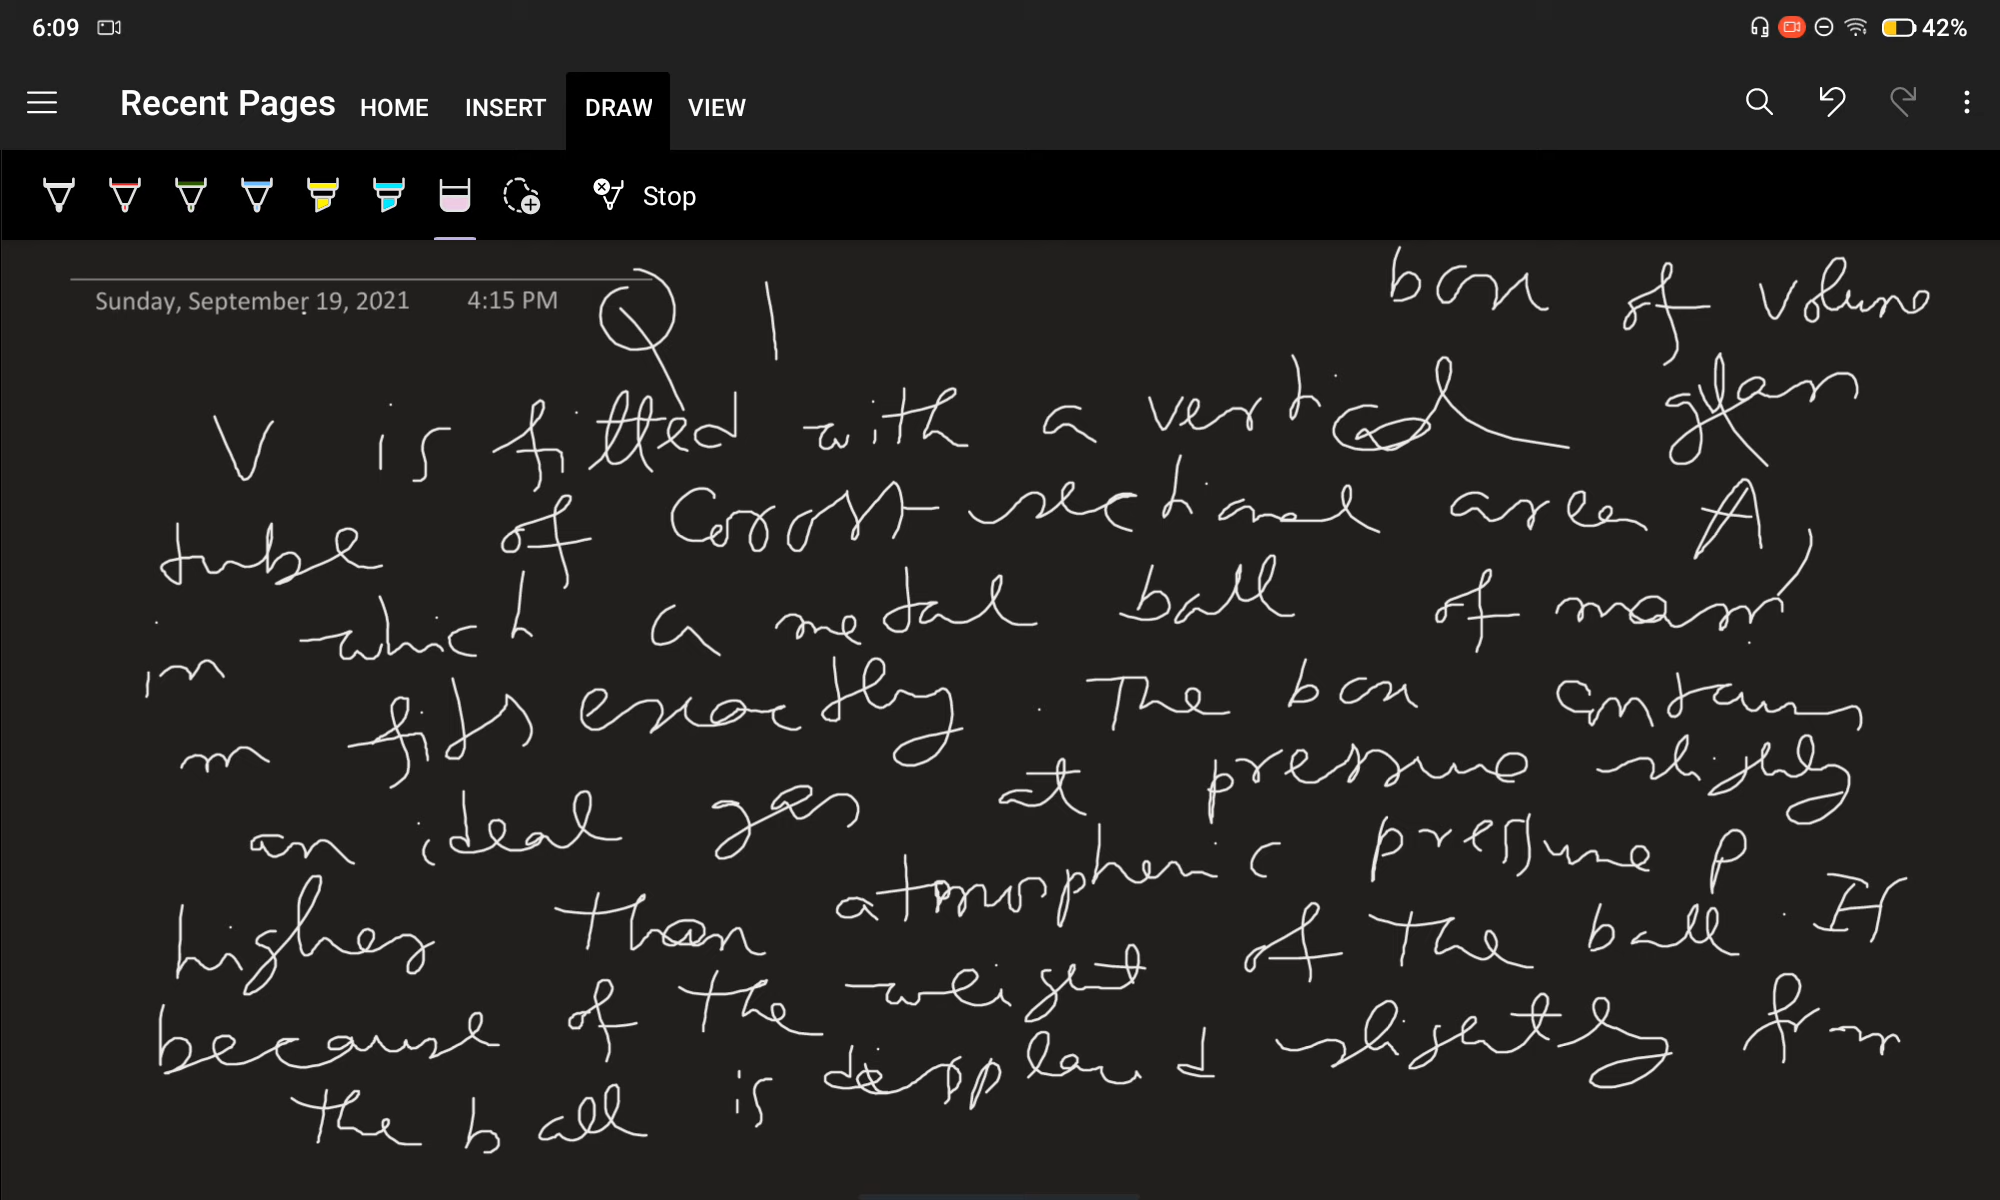 6:09 42%
Recent Pages HOME INSERT DRAW VIEW
Stop
Sunday, September 19, 2021 4:15 PM
Q 1 box of volume
V is fitted with a vertical glass
tube of cross-sectional area A,
in which a metal ball of mass
m fits exactly. The box contains
an ideal gas at pressure slighly
higher than atmospheric pressure p
because of the weight of the ball. If
the ball is displaced slightly from